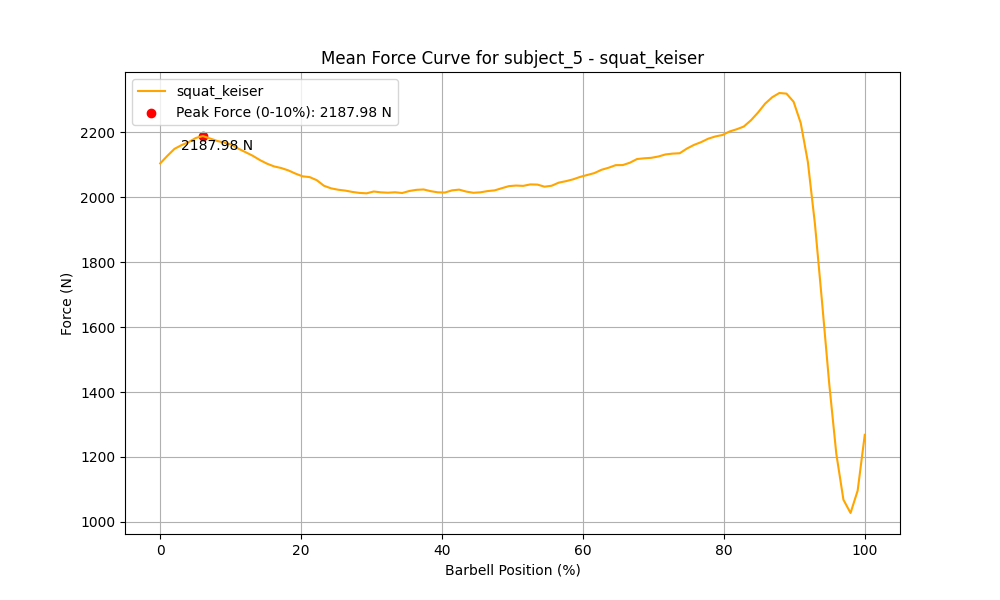 Mean Force Curve for subject_5 - squat_keiser
squat_keiser
Peak Force (0-10%): 2187.98 N
2187.98 N
2200
2000
1800
1600
1400
1200
1000
Force (N)
0 20 40 60 80 100
Barbell Position (%)